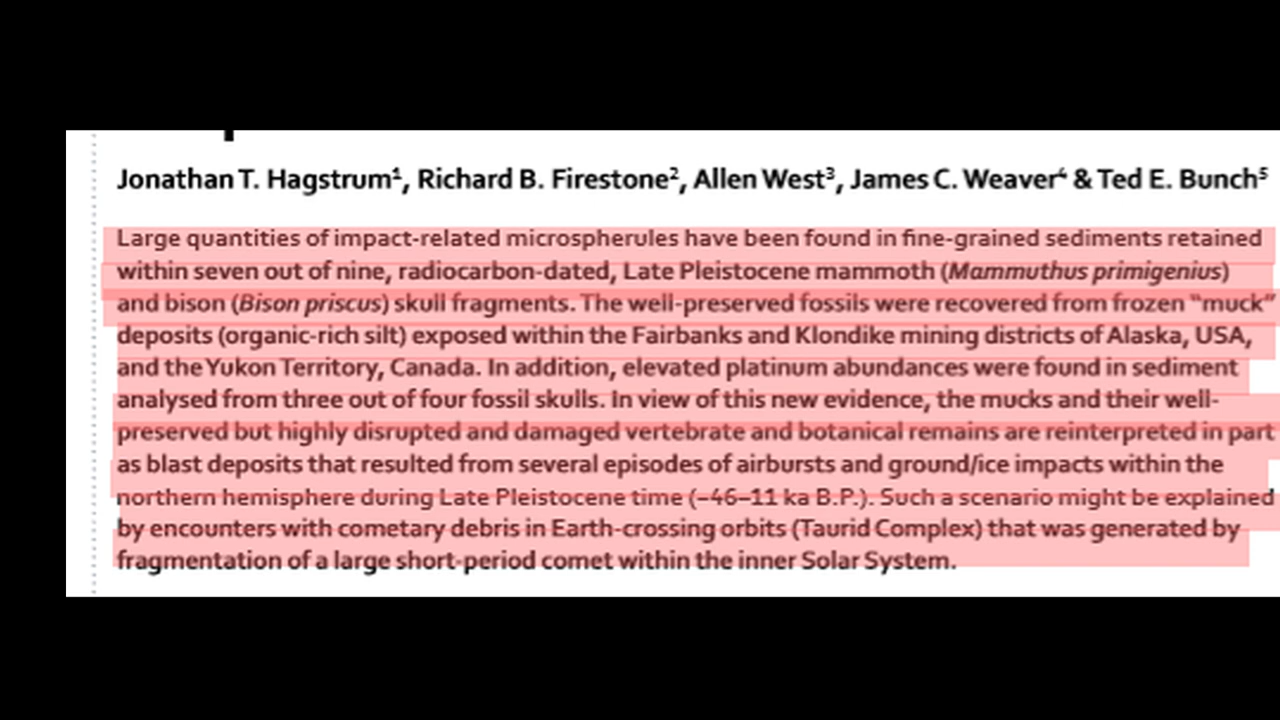 Jonathan T. Hagstrum¹, Richard B. Firestone², Allen West³, James C. Weaver⁴ & Ted E. Bunch⁵
Large quantities of impact-related microspherules have been found in fine-grained sediments retained
within seven out of nine, radiocarbon-dated, Late Pleistocene mammoth (Mammuthus primigenius)
and bison (Bison priscus) skull fragments. The well-preserved fossils were recovered from frozen “muck”
deposits (organic-rich silt) exposed within the Fairbanks and Klondike mining districts of Alaska, USA,
and the Yukon Territory, Canada. In addition, elevated platinum abundances were found in sediment
analysed from three out of four fossil skulls. In view of this new evidence, the mucks and their well-
preserved but highly disrupted and damaged vertebrate and botanical remains are reinterpreted in part
as blast deposits that resulted from several episodes of airbursts and ground/ice impacts within the
northern hemisphere during Late Pleistocene time (~46–11 ka B.P.). Such a scenario might be explained
by encounters with cometary debris in Earth-crossing orbits (Taurid Complex) that was generated by
fragmentation of a large short-period comet within the inner Solar System.